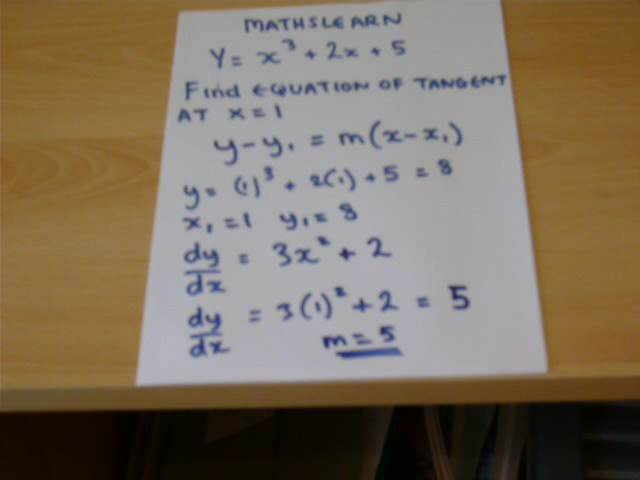 MATHSLEARN
Y = x³ + 2x + 5
Find EQUATION OF TANGENT
AT x = 1
y - y₁ = m(x - x₁)
y = (1)³ + 2(1) + 5 = 8
x₁ = 1 y₁ = 8
dy/dx = 3x² + 2
dy/dx = 3(1)² + 2 = 5
m = 5